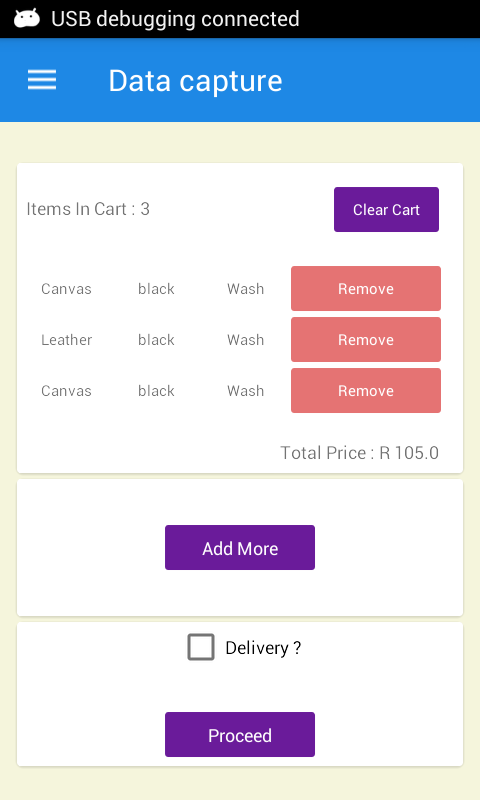 USB debugging connected
Data capture
Items In Cart : 3
Clear Cart
Canvas black Wash Remove
Leather black Wash Remove
Canvas black Wash Remove
Total Price : R 105.0
Add More
Delivery ?
Proceed